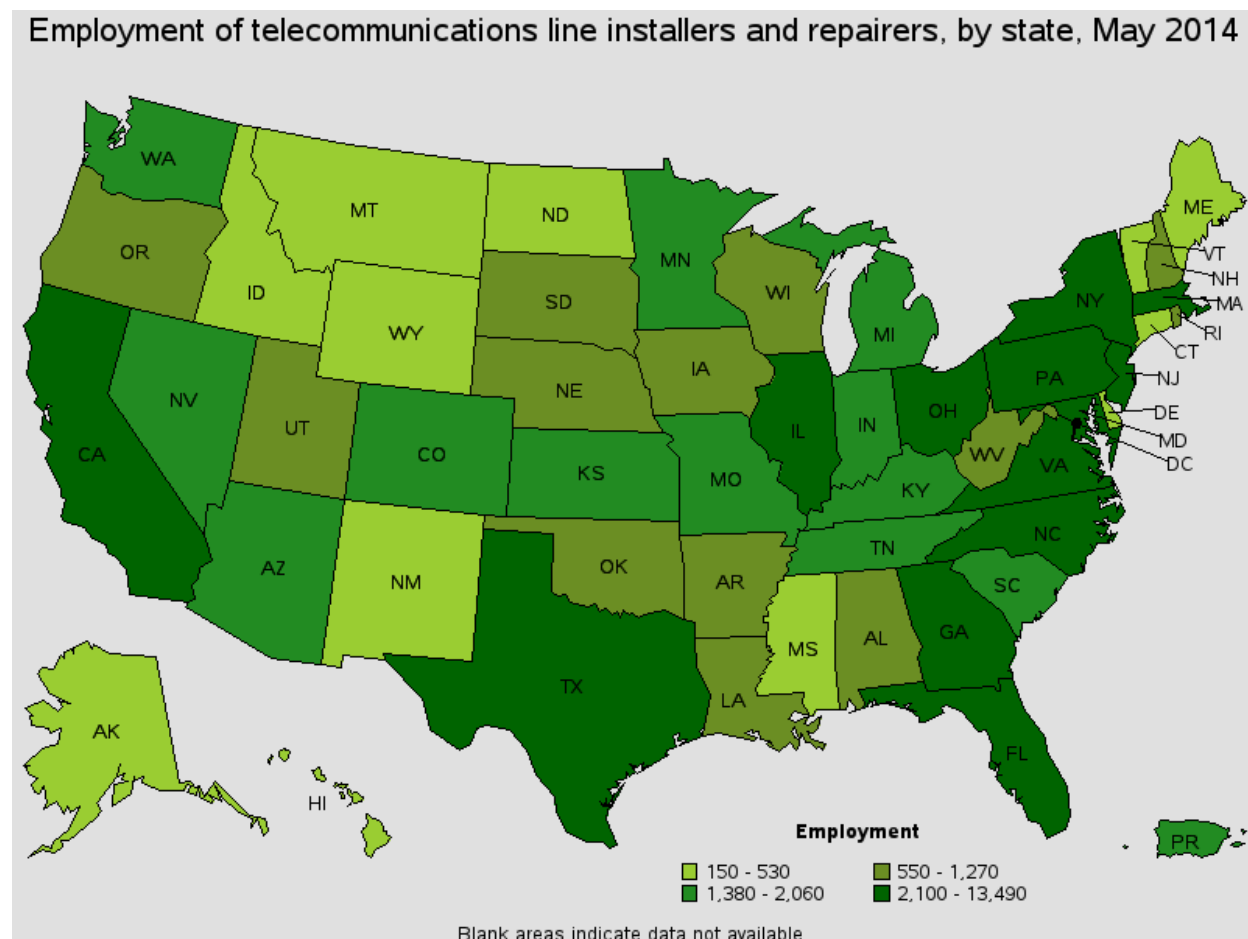 Employment of telecommunications line installers and repairers, by state, May 2014
WA
MT
ND
MN
ME
OR
ID
SD
WI
VT
NH
WY
NY
MA
MI
RI
CT
NV
NE
IA
PA
NJ
UT
CO
IL
IN
OH
DE
CA
KS
MO
WV
VA
MD
DC
KY
AZ
NM
OK
AR
TN
NC
SC
MS
AL
GA
TX
LA
AK
FL
HI
PR
Employment
150 - 530
550 - 1,270
1,380 - 2,060
2,100 - 13,490
Blank areas indicate data not available